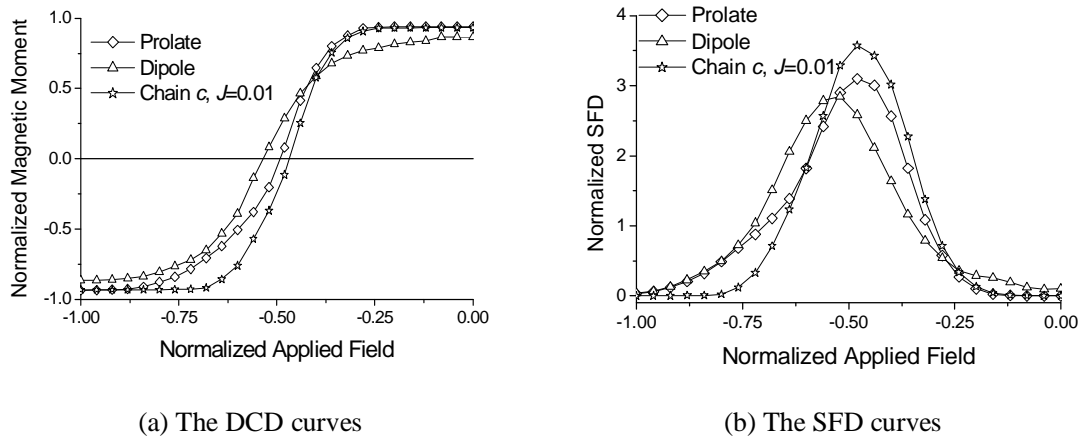 1.0
0.5
0.0
-0.5
-1.0
Normalized Magnetic Moment
Prolate
Dipole
Chain c, J=0.01
-1.00 -0.75 -0.50 -0.25 0.00
Normalized Applied Field
(a) The DCD curves
4
3
2
1
0
Normalized SFD
Prolate
Dipole
Chain c, J=0.01
-1.00 -0.75 -0.50 -0.25 0.00
Normalized Applied Field
(b) The SFD curves